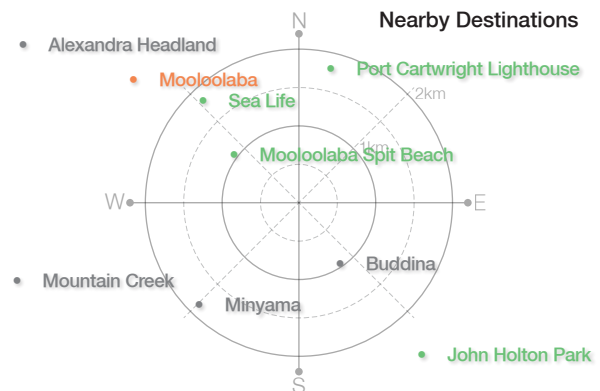 Nearby Destinations
N
Alexandra Headland
Port Cartwright Lighthouse
Mooloolaba
2km
Sea Life
1km
Mooloolaba Spit Beach
W
E
Buddina
Mountain Creek
Minyama
John Holton Park
S